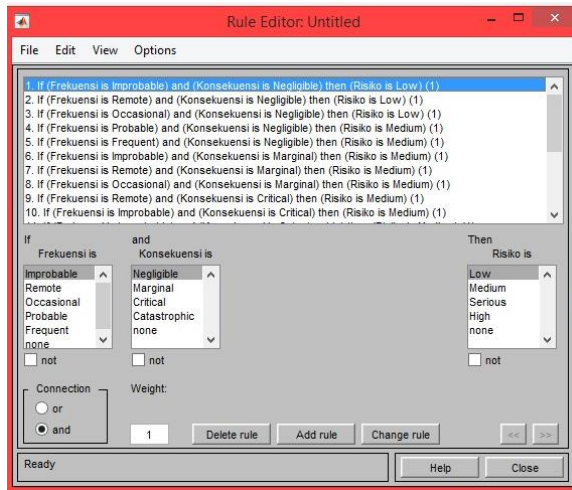 Rule Editor: Untitled
File Edit View Options
1. If (Frekuensi is Improbable) and (Konsekuensi is Negligible) then (Risiko is Low) (1)
2. If (Frekuensi is Remote) and (Konsekuensi is Negligible) then (Risiko is Low) (1)
3. If (Frekuensi is Occasional) and (Konsekuensi is Negligible) then (Risiko is Low) (1)
4. If (Frekuensi is Probable) and (Konsekuensi is Negligible) then (Risiko is Medium) (1)
5. If (Frekuensi is Frequent) and (Konsekuensi is Negligible) then (Risiko is Medium) (1)
6. If (Frekuensi is Improbable) and (Konsekuensi is Marginal) then (Risiko is Medium) (1)
7. If (Frekuensi is Remote) and (Konsekuensi is Marginal) then (Risiko is Medium) (1)
8. If (Frekuensi is Occasional) and (Konsekuensi is Marginal) then (Risiko is Medium) (1)
9. If (Frekuensi is Remote) and (Konsekuensi is Critical) then (Risiko is Medium) (1)
10. If (Frekuensi is Improbable) and (Konsekuensi is Critical) then (Risiko is Medium) (1)
If and Then
Frekuensi is Konsekuensi is Risiko is
Improbable Negligible Low
Remote Marginal Medium
Occasional Critical Serious
Probable Catastrophic High
Frequent none none
none
not not not
Connection Weight:
or
and 1 Delete rule Add rule Change rule << >>
Ready Help Close